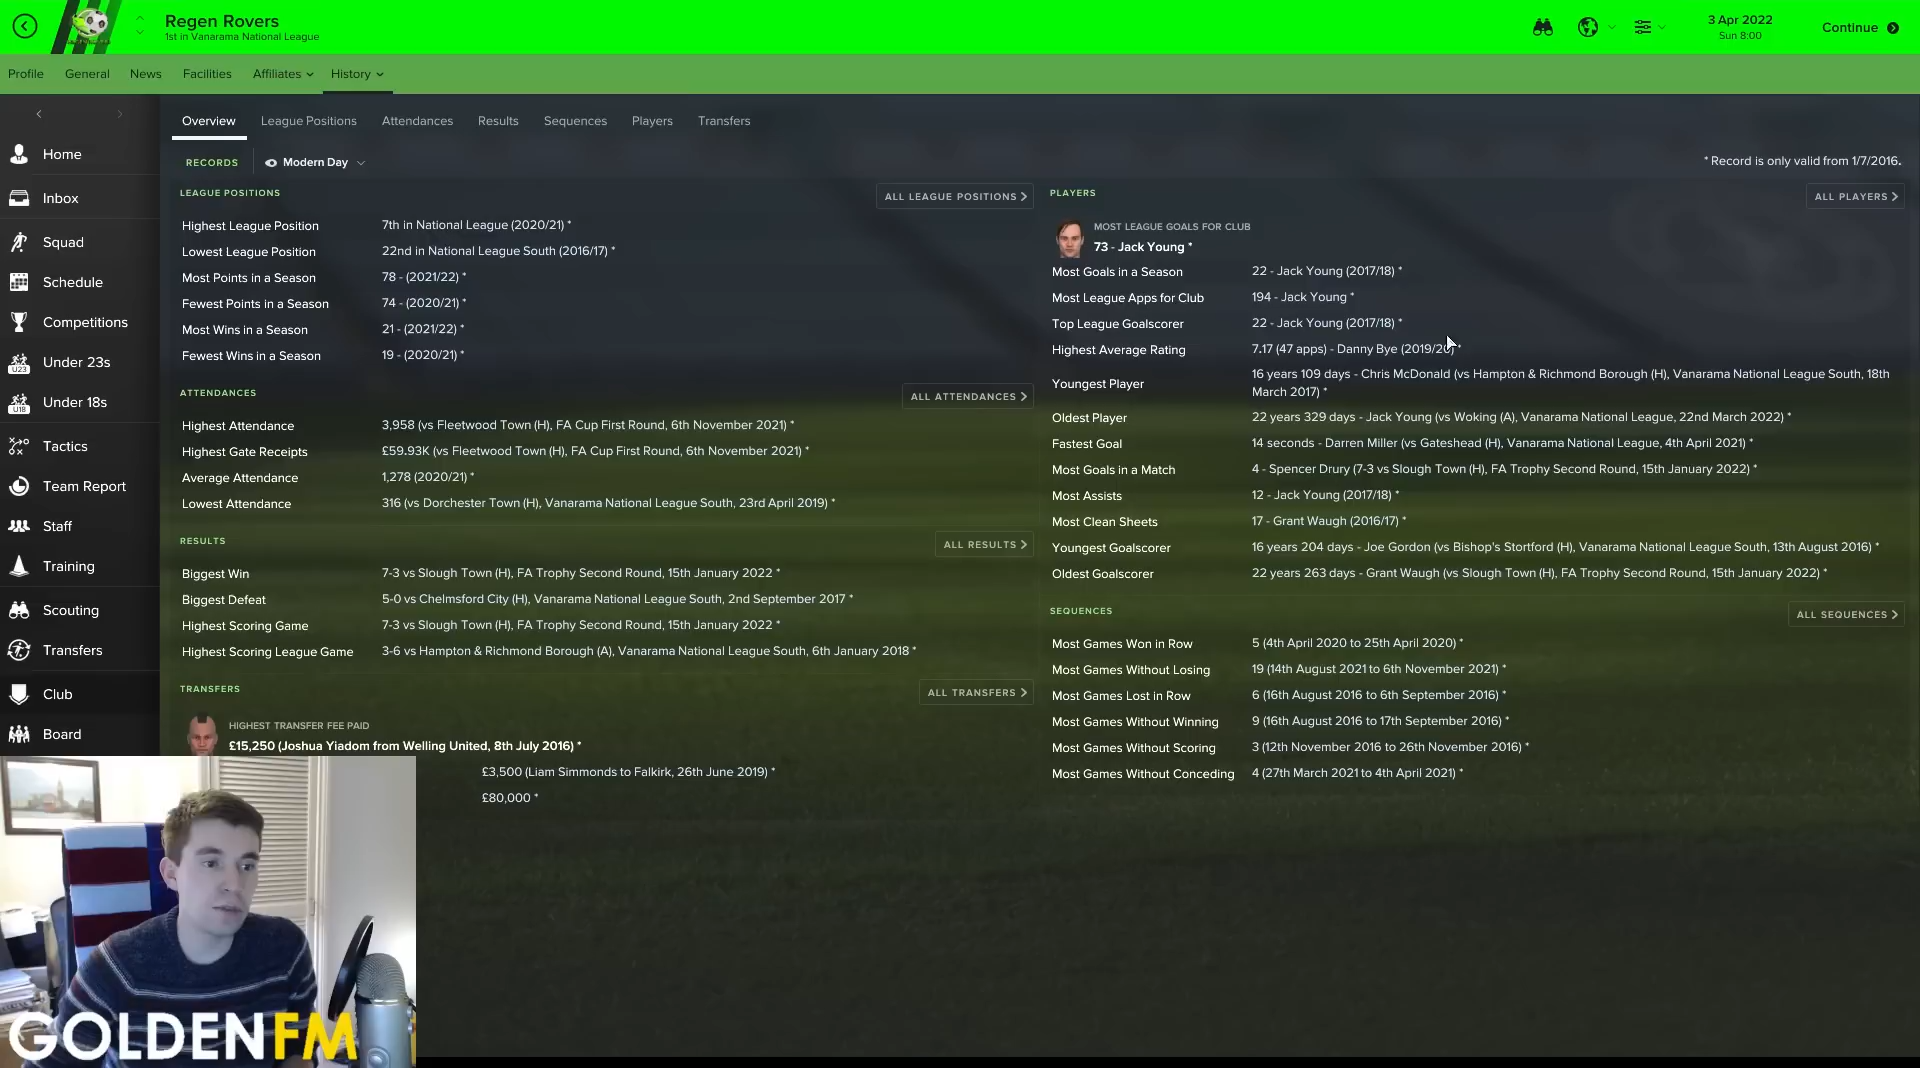 Regen Rovers
1st in Vanarama National League
3 Apr 2022
Sun 8:00
Continue
Profile General News Facilities Affiliates History
Overview League Positions Attendances Results Sequences Players Transfers
RECORDS Modern Day
* Record is only valid from 1/7/2016.
Home
Inbox
Squad
Schedule
Competitions
U23 Under 23s
U18 Under 18s
Tactics
Team Report
Staff
Training
Scouting
Transfers
Club
Board
LEAGUE POSITIONS ALL LEAGUE POSITIONS
Highest League Position 7th in National League (2020/21) *
Lowest League Position 22nd in National League South (2016/17) *
Most Points in a Season 78 - (2021/22) *
Fewest Points in a Season 74 - (2020/21) *
Most Wins in a Season 21 - (2021/22) *
Fewest Wins in a Season 19 - (2020/21) *
ATTENDANCES ALL ATTENDANCES
Highest Attendance 3,958 (vs Fleetwood Town (H), FA Cup First Round, 6th November 2021) *
Highest Gate Receipts £59.93K (vs Fleetwood Town (H), FA Cup First Round, 6th November 2021) *
Average Attendance 1,278 (2020/21) *
Lowest Attendance 316 (vs Dorchester Town (H), Vanarama National League South, 23rd April 2019) *
RESULTS ALL RESULTS
Biggest Win 7-3 vs Slough Town (H), FA Trophy Second Round, 15th January 2022 *
Biggest Defeat 5-0 vs Chelmsford City (H), Vanarama National League South, 2nd September 2017 *
Highest Scoring Game 7-3 vs Slough Town (H), FA Trophy Second Round, 15th January 2022 *
Highest Scoring League Game 3-6 vs Hampton & Richmond Borough (A), Vanarama National League South, 6th January 2018 *
TRANSFERS ALL TRANSFERS
HIGHEST TRANSFER FEE PAID
£15,250 (Joshua Yiadom from Welling United, 8th July 2016) *
£3,500 (Liam Simmonds to Falkirk, 26th June 2019) *
£80,000 *
PLAYERS ALL PLAYERS
MOST LEAGUE GOALS FOR CLUB
73 - Jack Young *
Most Goals in a Season 22 - Jack Young (2017/18) *
Most League Apps for Club 194 - Jack Young *
Top League Goalscorer 22 - Jack Young (2017/18) *
Highest Average Rating 7.17 (47 apps) - Danny Bye (2019/20) *
Youngest Player 16 years 109 days - Chris McDonald (vs Hampton & Richmond Borough (H), Vanarama National League South, 18th
March 2017) *
Oldest Player 22 years 329 days - Jack Young (vs Woking (A), Vanarama National League, 22nd March 2022) *
Fastest Goal 14 seconds - Darren Miller (vs Gateshead (H), Vanarama National League, 4th April 2021) *
Most Goals in a Match 4 - Spencer Drury (7-3 vs Slough Town (H), FA Trophy Second Round, 15th January 2022) *
Most Assists 12 - Jack Young (2017/18) *
Most Clean Sheets 17 - Grant Waugh (2016/17) *
Youngest Goalscorer 16 years 204 days - Joe Gordon (vs Bishop's Stortford (H), Vanarama National League South, 13th August 2016) *
Oldest Goalscorer 22 years 263 days - Grant Waugh (vs Slough Town (H), FA Trophy Second Round, 15th January 2022) *
SEQUENCES ALL SEQUENCES
Most Games Won in Row 5 (4th April 2020 to 25th April 2020) *
Most Games Without Losing 19 (14th August 2021 to 6th November 2021) *
Most Games Lost in Row 6 (16th August 2016 to 6th September 2016) *
Most Games Without Winning 9 (16th August 2016 to 17th September 2016) *
Most Games Without Scoring 3 (12th November 2016 to 26th November 2016) *
Most Games Without Conceding 4 (27th March 2021 to 4th April 2021) *
GOLDENFM